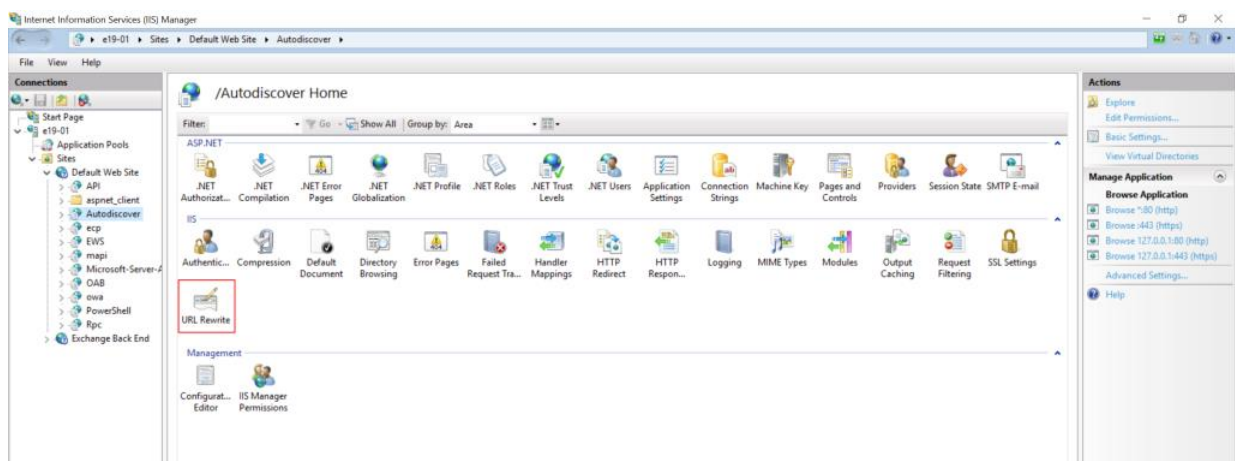 Internet Information Services (IIS) Manager
e19-01 Sites Default Web Site Autodiscover
File View Help
Connections
Start Page
e19-01
Application Pools
Sites
Default Web Site
API
aspnet_client
Autodiscover
ecp
EWS
mapi
Microsoft-Server-A
OAB
owa
PowerShell
Rpc
Exchange Back End
/Autodiscover Home
Filter: Go Show All Group by: Area
ASP.NET
.NET Authorizat...
.NET Compilation
.NET Error Pages
.NET Globalization
.NET Profile
.NET Roles
.NET Trust Levels
.NET Users
Application Settings
Connection Strings
Machine Key
Pages and Controls
Providers
Session State
SMTP E-mail
IIS
Authentic...
Compression
Default Document
Directory Browsing
Error Pages
Failed Request Tra...
Handler Mappings
HTTP Redirect
HTTP Respon...
Logging
MIME Types
Modules
Output Caching
Request Filtering
SSL Settings
URL Rewrite
Management
Configurat... Editor
IIS Manager Permissions
Actions
Explore
Edit Permissions...
Basic Settings...
View Virtual Directories
Manage Application
Browse Application
Browse *:80 (http)
Browse :443 (https)
Browse 127.0.0.1:80 (http)
Browse 127.0.0.1:443 (https)
Advanced Settings...
Help